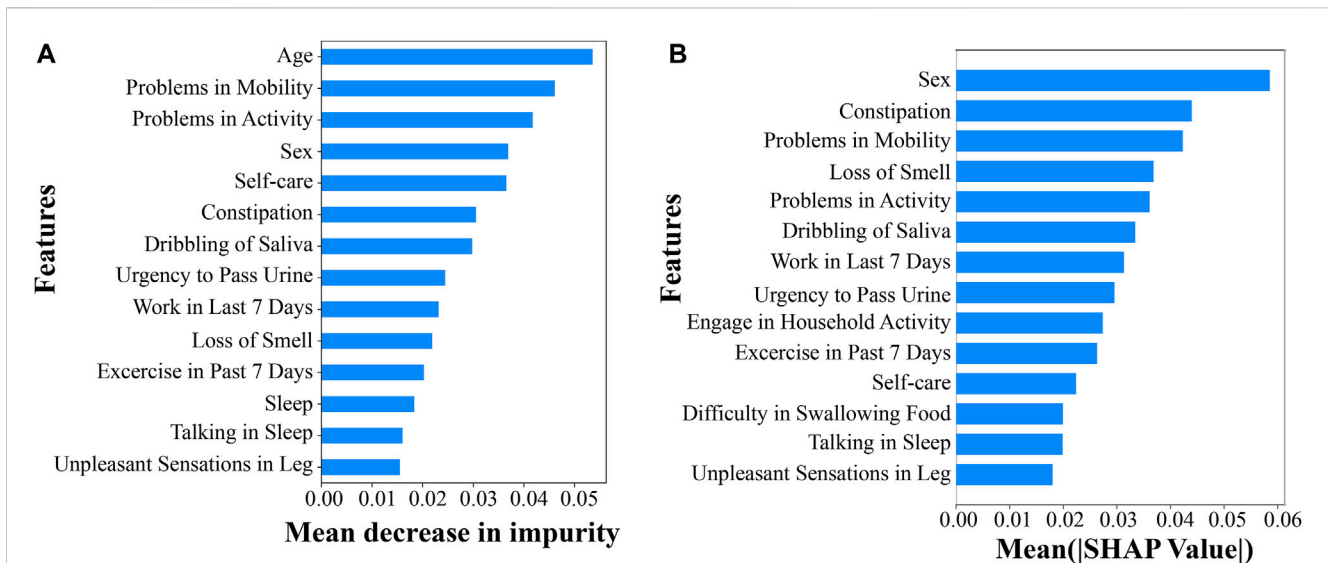 A
Features
Age
Problems in Mobility
Problems in Activity
Sex
Self-care
Constipation
Dribbling of Saliva
Urgency to Pass Urine
Work in Last 7 Days
Loss of Smell
Excercise in Past 7 Days
Sleep
Talking in Sleep
Unpleasant Sensations in Leg
0.00 0.01 0.02 0.03 0.04 0.05
Mean decrease in impurity
B
Features
Sex
Constipation
Problems in Mobility
Loss of Smell
Problems in Activity
Dribbling of Saliva
Work in Last 7 Days
Urgency to Pass Urine
Engage in Household Activity
Excercise in Past 7 Days
Self-care
Difficulty in Swallowing Food
Talking in Sleep
Unpleasant Sensations in Leg
0.00 0.01 0.02 0.03 0.04 0.05 0.06
Mean(|SHAP Value|)